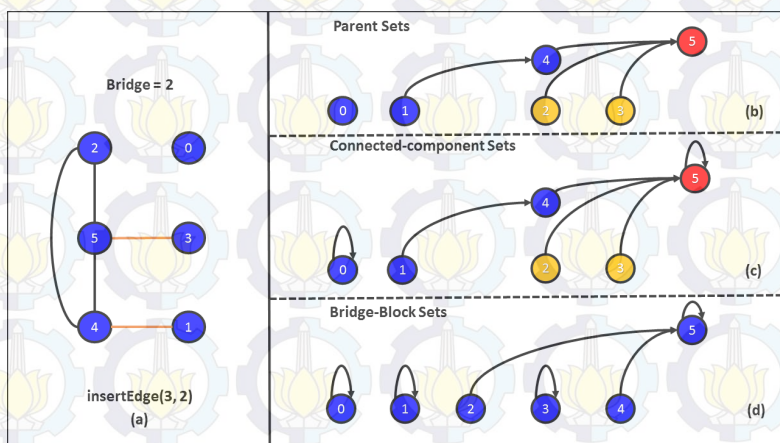 Bridge = 2
2
0
5
3
4
1
insertEdge(3, 2)
(a)
Parent Sets
5
4
0
1
2
3
(b)
Connected-component Sets
5
4
0
1
2
3
(c)
Bridge-Block Sets
5
0
1
2
3
4
(d)